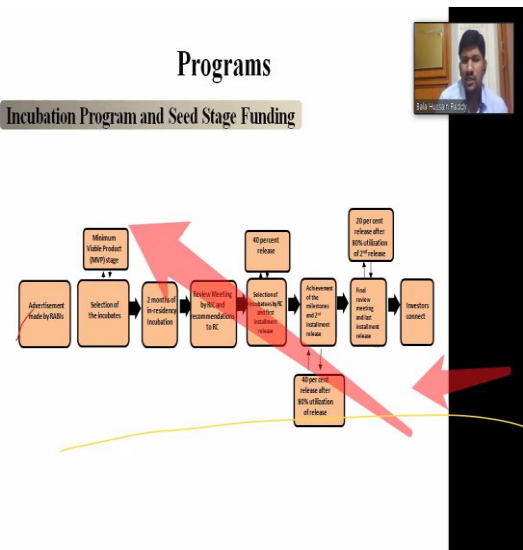 Programs
Bala Hussain Reddy
Incubation Program and Seed Stage Funding
Minimum
Viable Product
(MVP) stage
40 percent
release
20 per cent
release after
80% utilization
of 2nd release
Advertisement
made by RABIs
Selection of
the incubates
2 months of
in-residency
Incubation
Review Meeting
by RIC and
recommendations
to RC
Selection of
incubatees by RC
and first
installment
release
Achievement
of the
milestones
and 2nd
installment
release
Final
review
meeting
and last
installment
release
Investors
connect
40 per cent
release after
80% utilization
of release